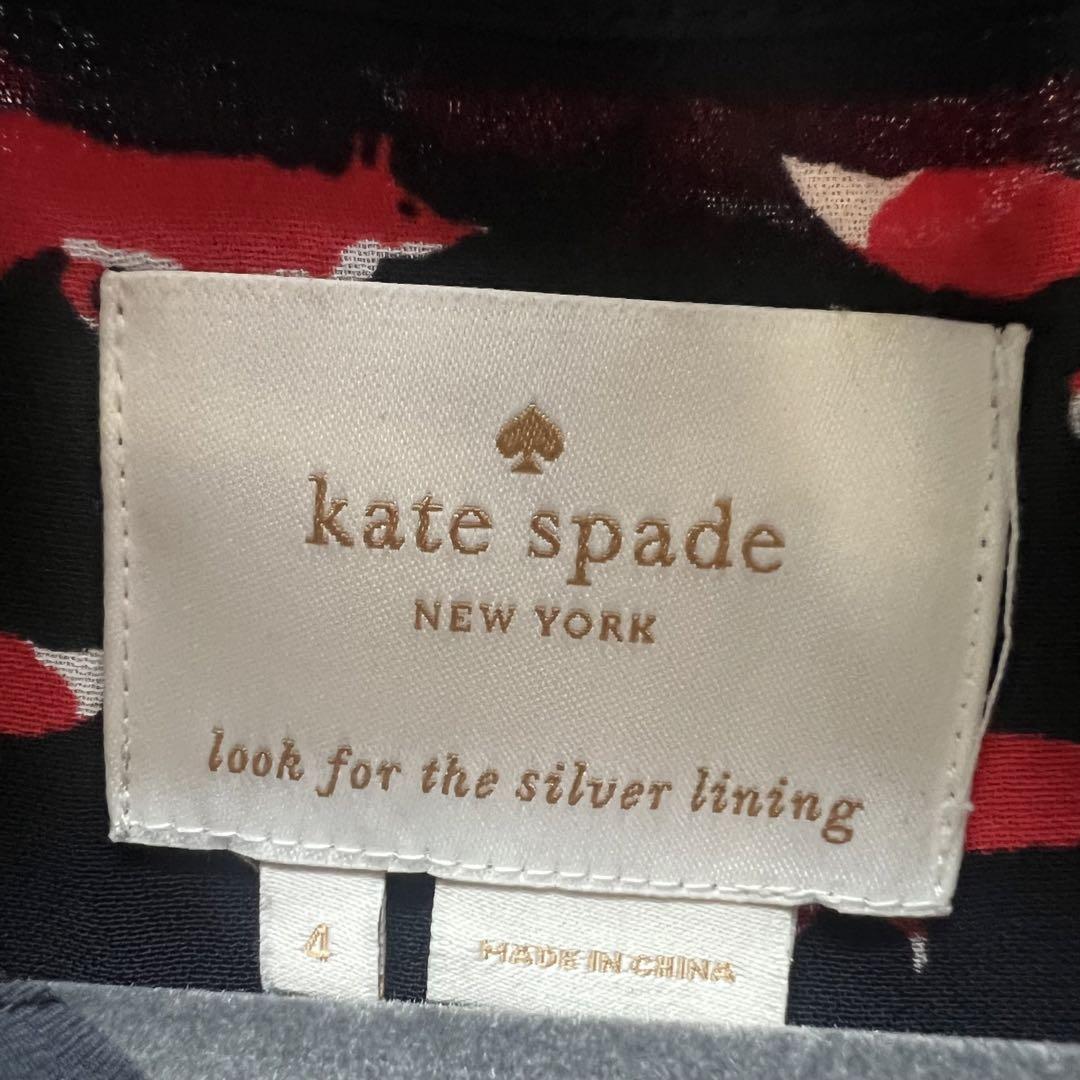 kate spade
NEW YORK
look for the silver lining
4
MADE IN CHINA